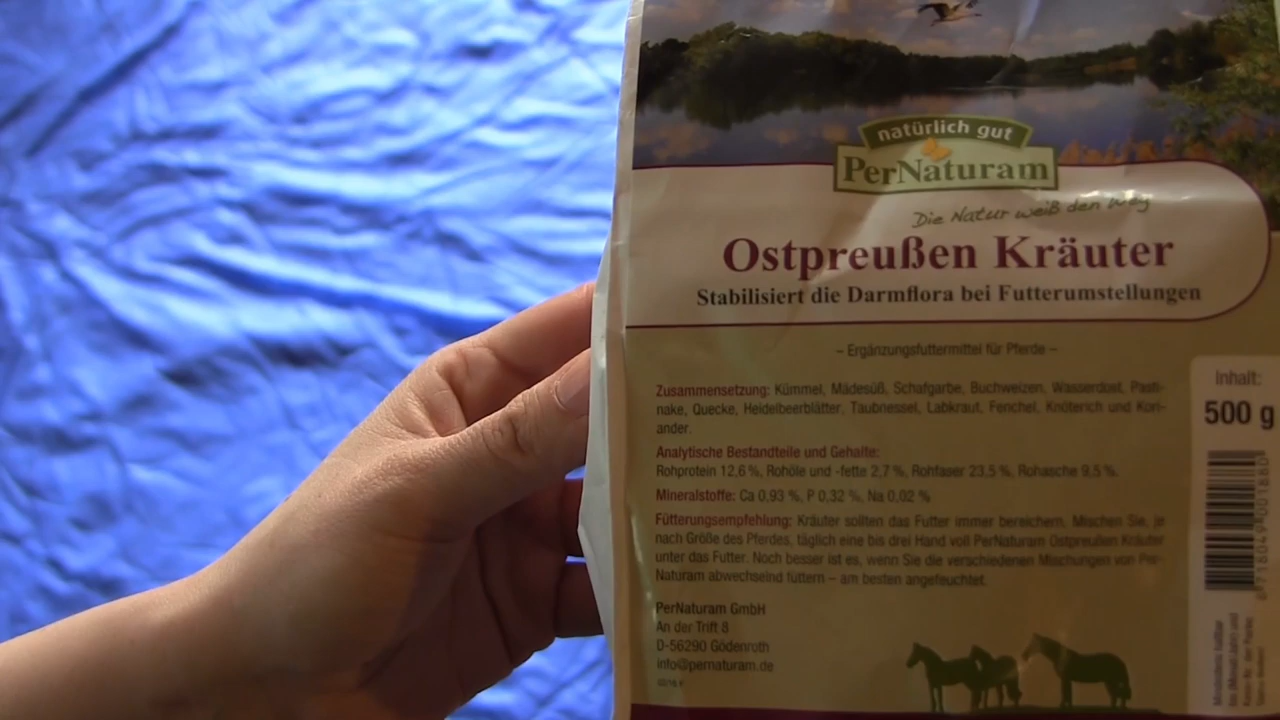 natürlich gut
PerNaturam
Die Natur weiß den Weg
Ostpreußen Kräuter
Stabilisiert die Darmflora bei Futterumstellungen
– Ergänzungsfuttermittel für Pferde –
Zusammensetzung: Kümmel, Mädesüß, Schafgarbe, Buchweizen, Wasserdost, Pasti-
nake, Quecke, Heidelbeerblätter, Taubnessel, Labkraut, Fenchel, Knöterich und Kori-
ander.
Analytische Bestandteile und Gehalte:
Rohprotein 12,6 %, Rohöle und -fette 2,7 %, Rohfaser 23,5 %, Rohasche 9,5 %.
Mineralstoffe: Ca 0,93 %, P 0,32 %, Na 0,02 %
Fütterungsempfehlung: Kräuter sollten das Futter immer bereichern. Mischen Sie, je
nach Größe des Pferdes, täglich eine bis drei Hand voll PerNaturam Ostpreußen Kräuter
unter das Futter. Noch besser ist es, wenn Sie die verschiedenen Mischungen von Per-
Naturam abwechselnd füttern – am besten angefeuchtet.
PerNaturam GmbH
An der Trift 8
D-56290 Gödenroth
info@pernaturam.de
Inhalt:
500 g
Mindestens haltbar